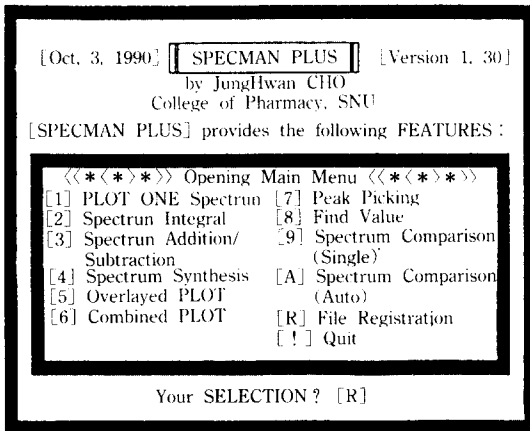 [Oct, 3, 1990] SPECMAN PLUS [Version 1, 30]
by JungHwan CHO
College of Pharmacy, SNU
[SPECMAN PLUS] provides the following FEATURES :
〈〈*〈*〉*〉〉 Opening Main Menu 〈〈*〈*〉*〉〉
[1] PLOT ONE Spectrun [7] Peak Picking
[2] Spectrun Integral [8] Find Value
[3] Spectrun Addition/ [9] Spectrum Comparison
Subtraction (Single)
[4] Spectrum Synthesis [A] Spectrum Comparison
[5] Overlayed PLOT (Auto)
[6] Combined PLOT [R] File Registration
[ ! ] Quit
Your SELECTION ? [R]